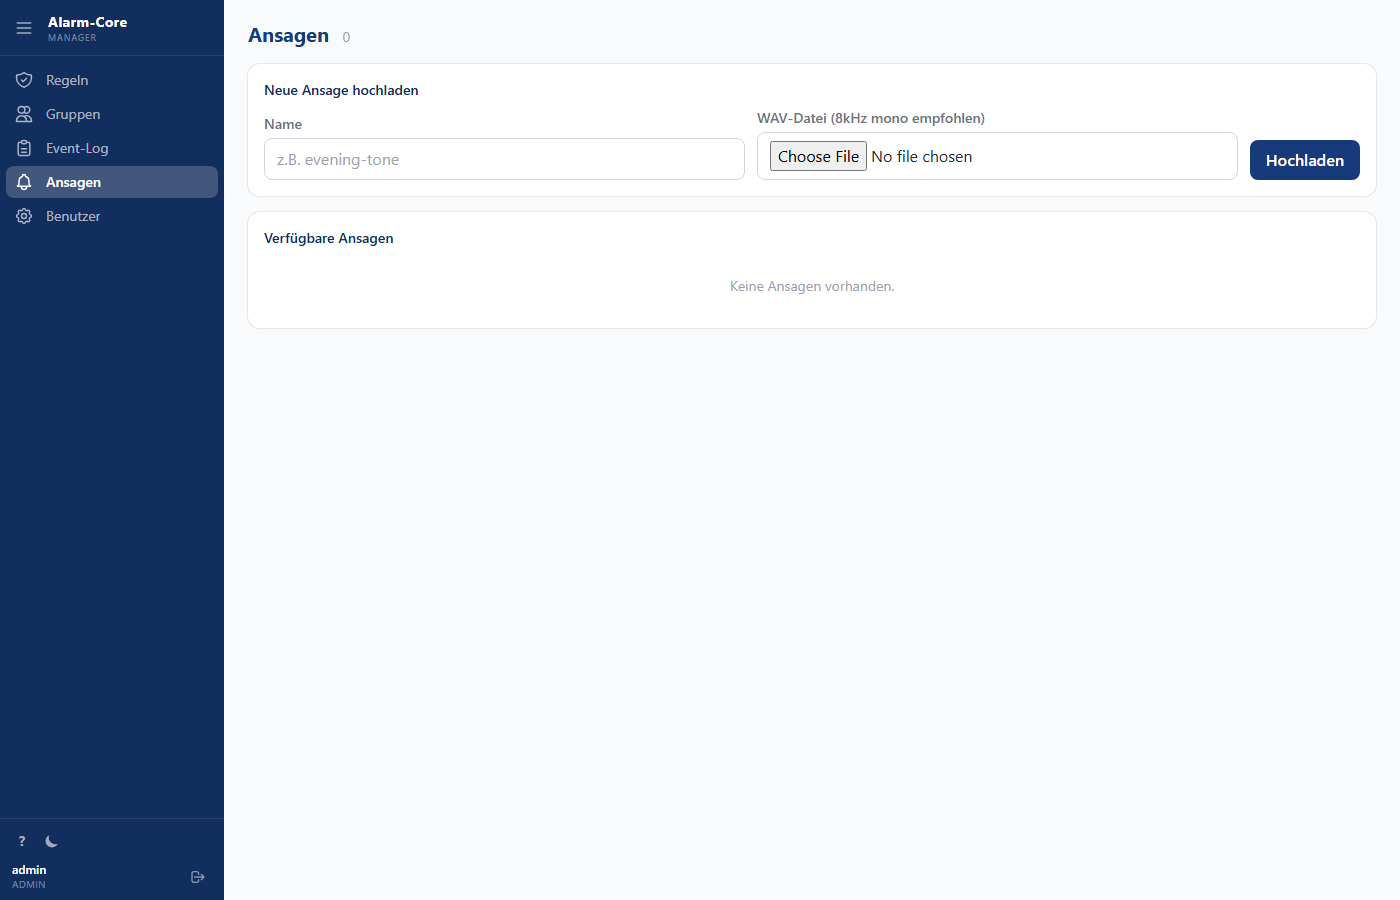 Alarm-Core
MANAGER
Regeln
Gruppen
Event-Log
Ansagen
Benutzer
?
admin
ADMIN
Ansagen 0
Neue Ansage hochladen
Name
z.B. evening-tone
WAV-Datei (8kHz mono empfohlen)
Choose File No file chosen
Hochladen
Verfügbare Ansagen
Keine Ansagen vorhanden.